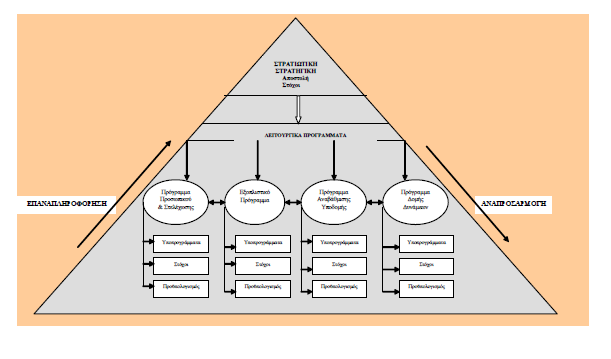 ΣΤΡΑΤΙΩΤΙΚΗ
ΣΤΡΑΤΗΓΙΚΗ
Αποστολή
Στόχοι
ΛΕΙΤΟΥΡΓΙΚΑ ΠΡΟΓΡΑΜΜΑΤΑ
Πρόγραμμα
Προσωπικού
& Στελέχωσης
Εξοπλιστικό
Πρόγραμμα
Πρόγραμμα
Αναβάθμισης
Υποδομής
Πρόγραμμα
Δομής
Δυνάμεων
ΕΠΑΝΑΠΛΗΡΟΦΟΡΗΣΗ
ΑΝΑΠΡΟΣΑΡΜΟΓΗ
Υποπρογράμματα
Υποπρογράμματα
Υποπρογράμματα
Υποπρογράμματα
Στόχοι
Στόχοι
Στόχοι
Στόχοι
Προϋπολογισμός
Προϋπολογισμός
Προϋπολογισμός
Προϋπολογισμός